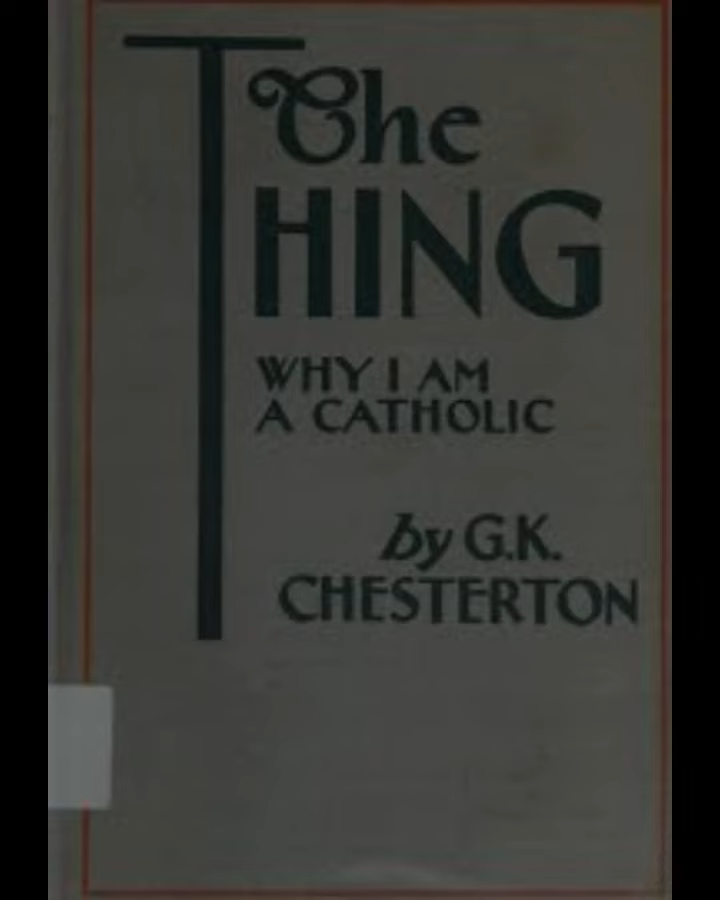 The
THING
WHY I AM
A CATHOLIC
by G.K.
CHESTERTON